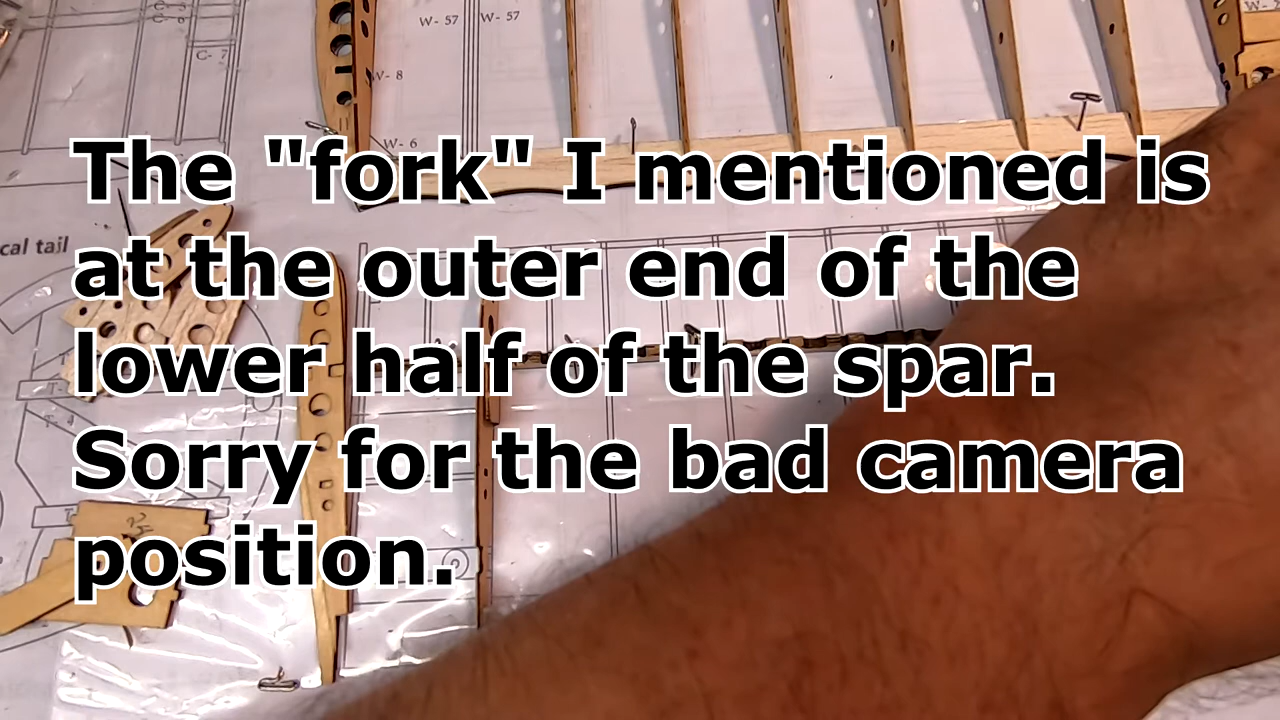 C- 7
W- 57
W- 57
W- 8
W- 6
The "fork" I mentioned is
at the outer end of the
lower half of the spar.
Sorry for the bad camera
position.
cal tail